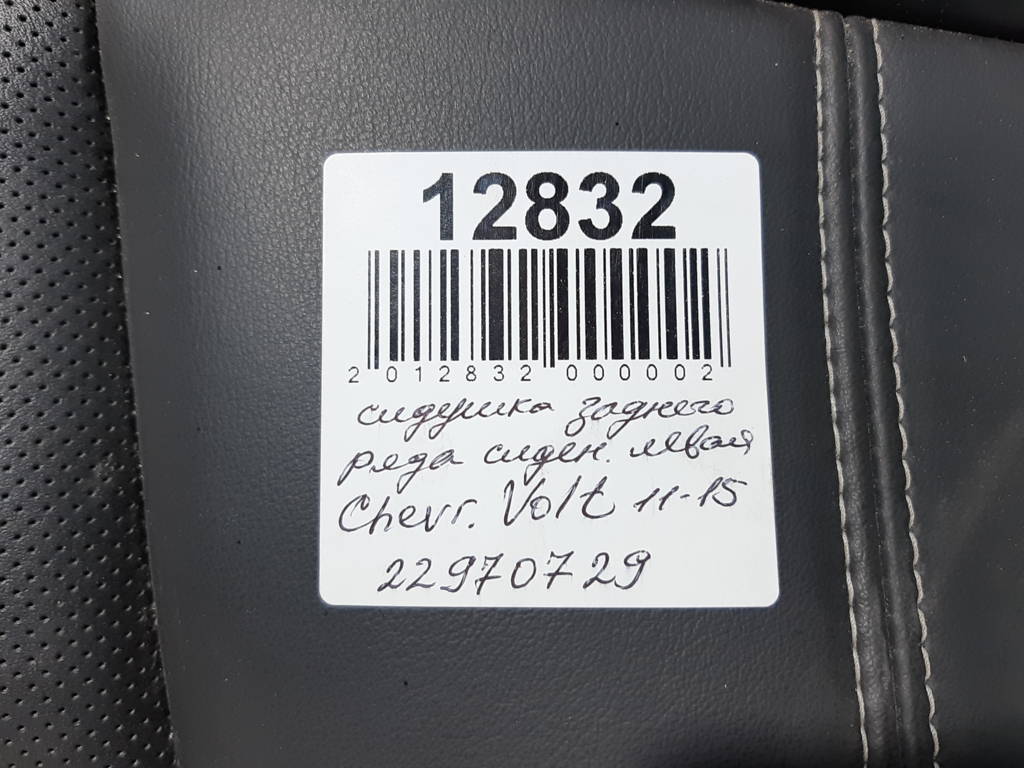 12832
2 012832 000002
сидушка заднего
ряда сиден. левая
Chevr. Volt 11-15
22970729